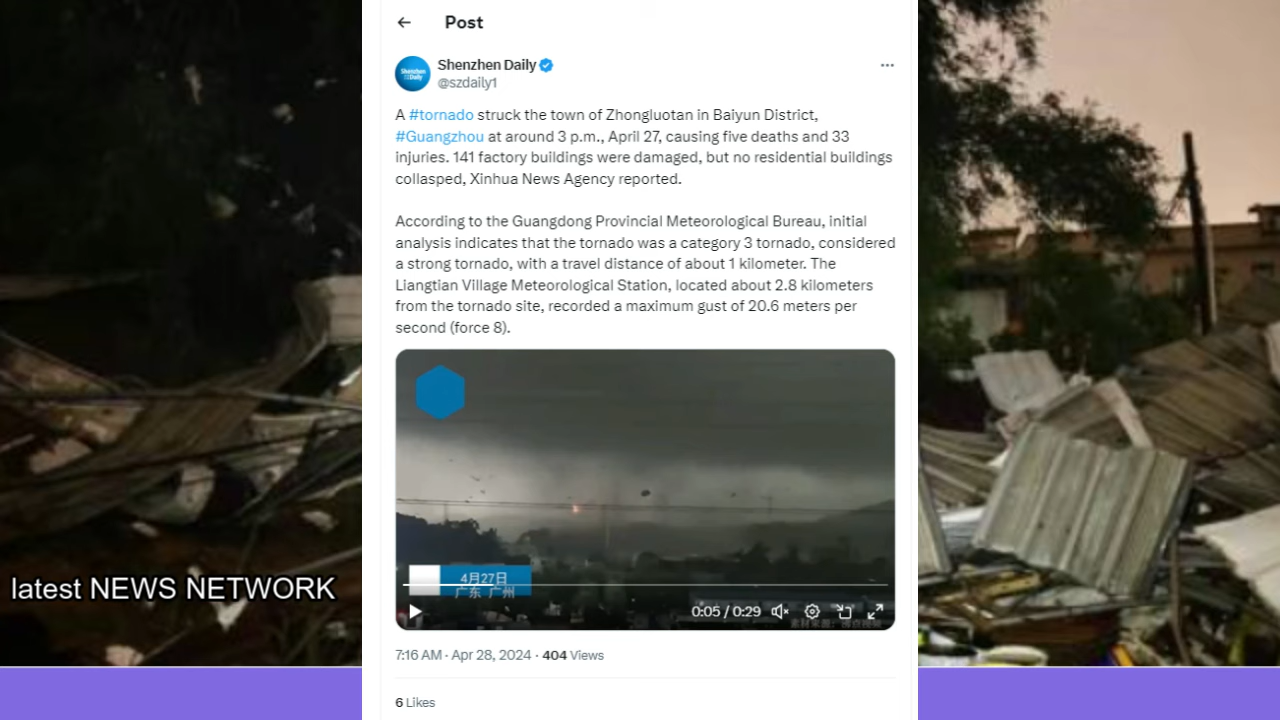 Post
Shenzhen Daily
@szdaily1
A #tornado struck the town of Zhongluotan in Baiyun District,
#Guangzhou at around 3 p.m., April 27, causing five deaths and 33
injuries. 141 factory buildings were damaged, but no residential buildings
collasped, Xinhua News Agency reported.
According to the Guangdong Provincial Meteorological Bureau, initial
analysis indicates that the tornado was a category 3 tornado, considered
a strong tornado, with a travel distance of about 1 kilometer. The
Liangtian Village Meteorological Station, located about 2.8 kilometers
from the tornado site, recorded a maximum gust of 20.6 meters per
second (force 8).
4月27日
广东 广州
0:05 / 0:29
7:16 AM · Apr 28, 2024 · 404 Views
6 Likes
latest NEWS NETWORK